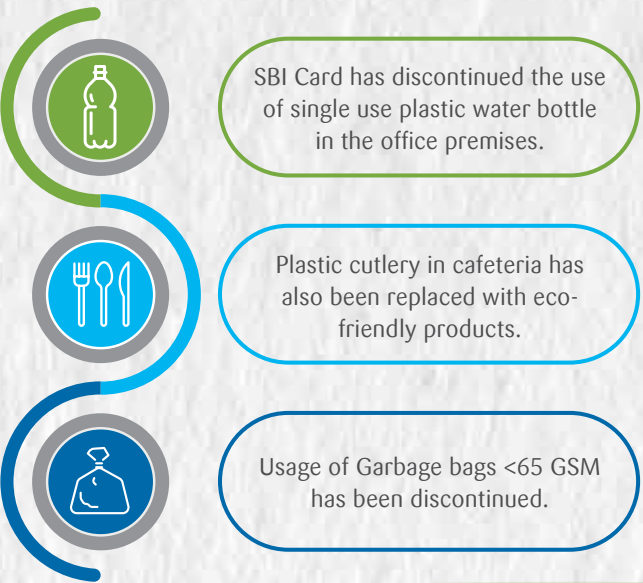 SBI Card has discontinued the use
of single use plastic water bottle
in the office premises.
Plastic cutlery in cafeteria has
also been replaced with eco-
friendly products.
Usage of Garbage bags <65 GSM
has been discontinued.